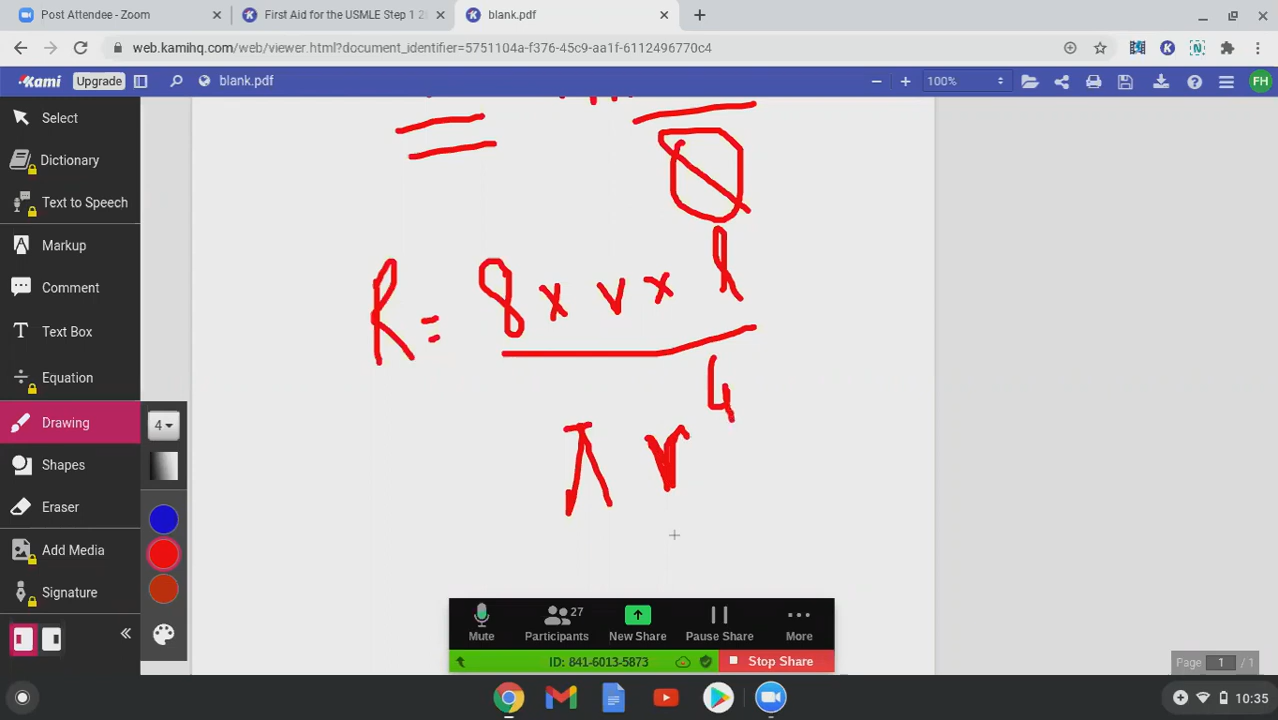 Post Attendee - Zoom
First Aid for the USMLE Step 1 2
blank.pdf
web.kamihq.com/web/viewer.html?document_identifier=5751104a-f376-45c9-aa1f-6112496770c4
Kami Upgrade blank.pdf 100% FH
Select
Dictionary
Text to Speech
Markup
Comment
Text Box
Equation
Drawing
4
Shapes
Eraser
Add Media
Signature
R = 8 x v x l
π r 4
Mute
Participants 27
New Share
Pause Share
More
ID: 841-6013-5873
Stop Share
Page 1 / 1
10:35